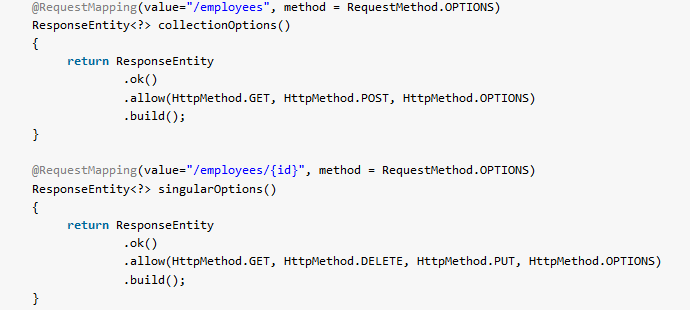 @RequestMapping(value="/employees", method = RequestMethod.OPTIONS)
ResponseEntity<?> collectionOptions()
{
     return ResponseEntity
             .ok()
             .allow(HttpMethod.GET, HttpMethod.POST, HttpMethod.OPTIONS)
             .build();
}
@RequestMapping(value="/employees/{id}", method = RequestMethod.OPTIONS)
ResponseEntity<?> singularOptions()
{
     return ResponseEntity
             .ok()
             .allow(HttpMethod.GET, HttpMethod.DELETE, HttpMethod.PUT, HttpMethod.OPTIONS)
             .build();
}